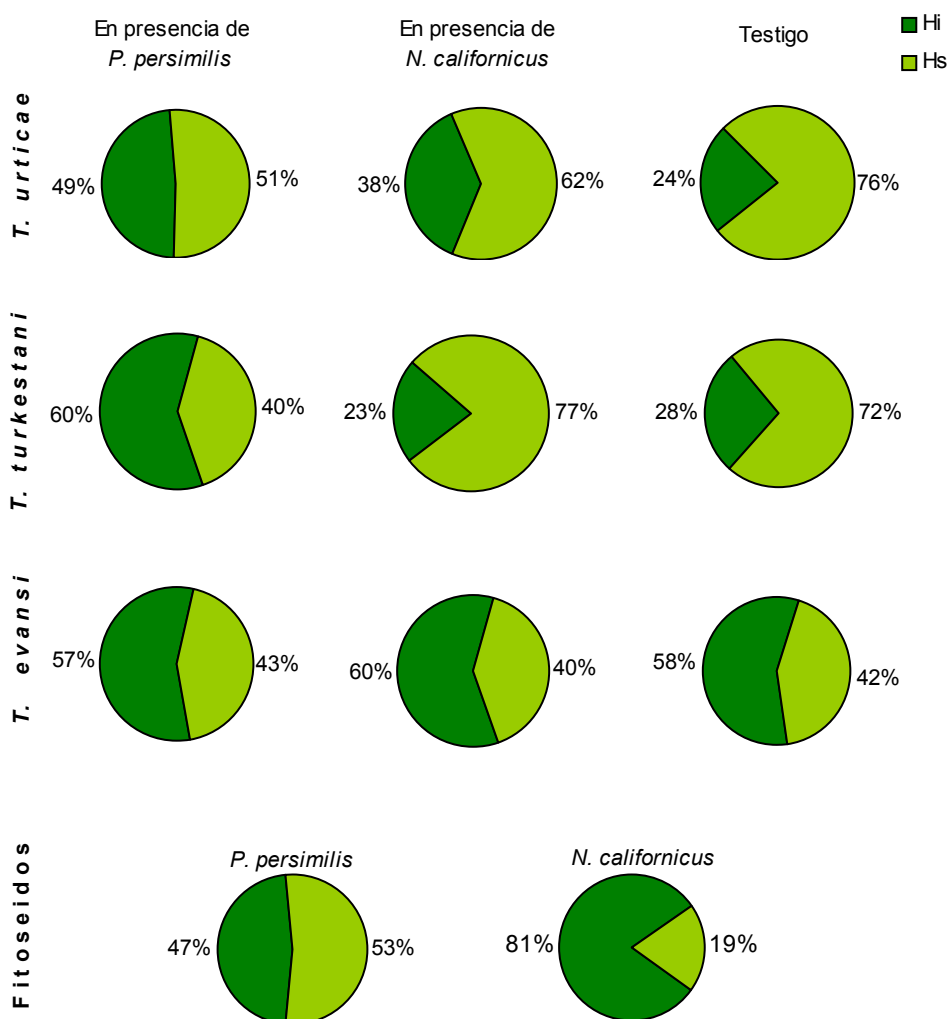 En presencia de
P. persimilis
En presencia de
N. californicus
Testigo
Hi
Hs
T. urticae
49%
51%
38%
62%
24%
76%
T. turkestani
60%
40%
23%
77%
28%
72%
T. evansi
57%
43%
60%
40%
58%
42%
Fitoseidos
P. persimilis
N. californicus
47%
53%
81%
19%